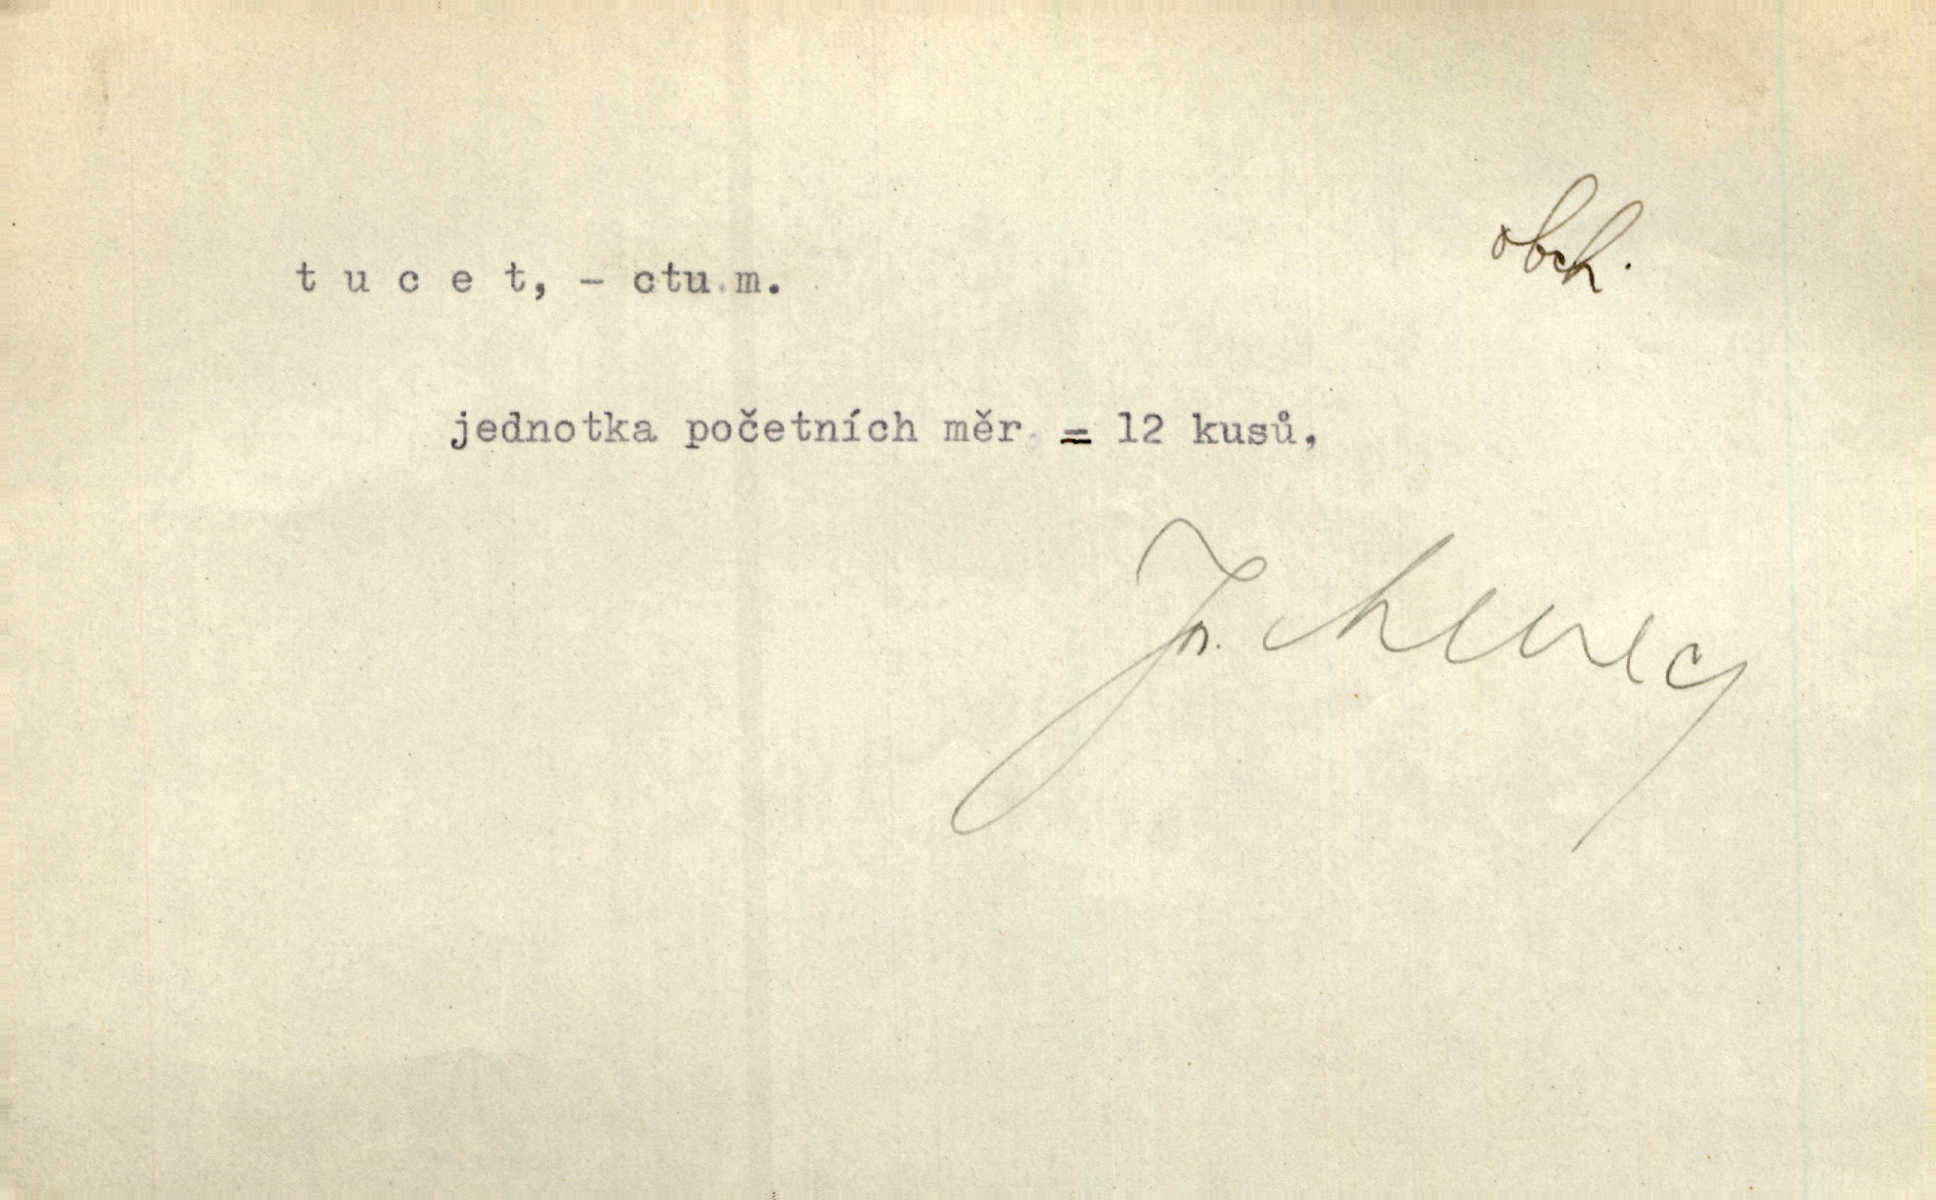 obch.
t u c e t, - ctu m.
jednotka početních měr = 12 kusů,